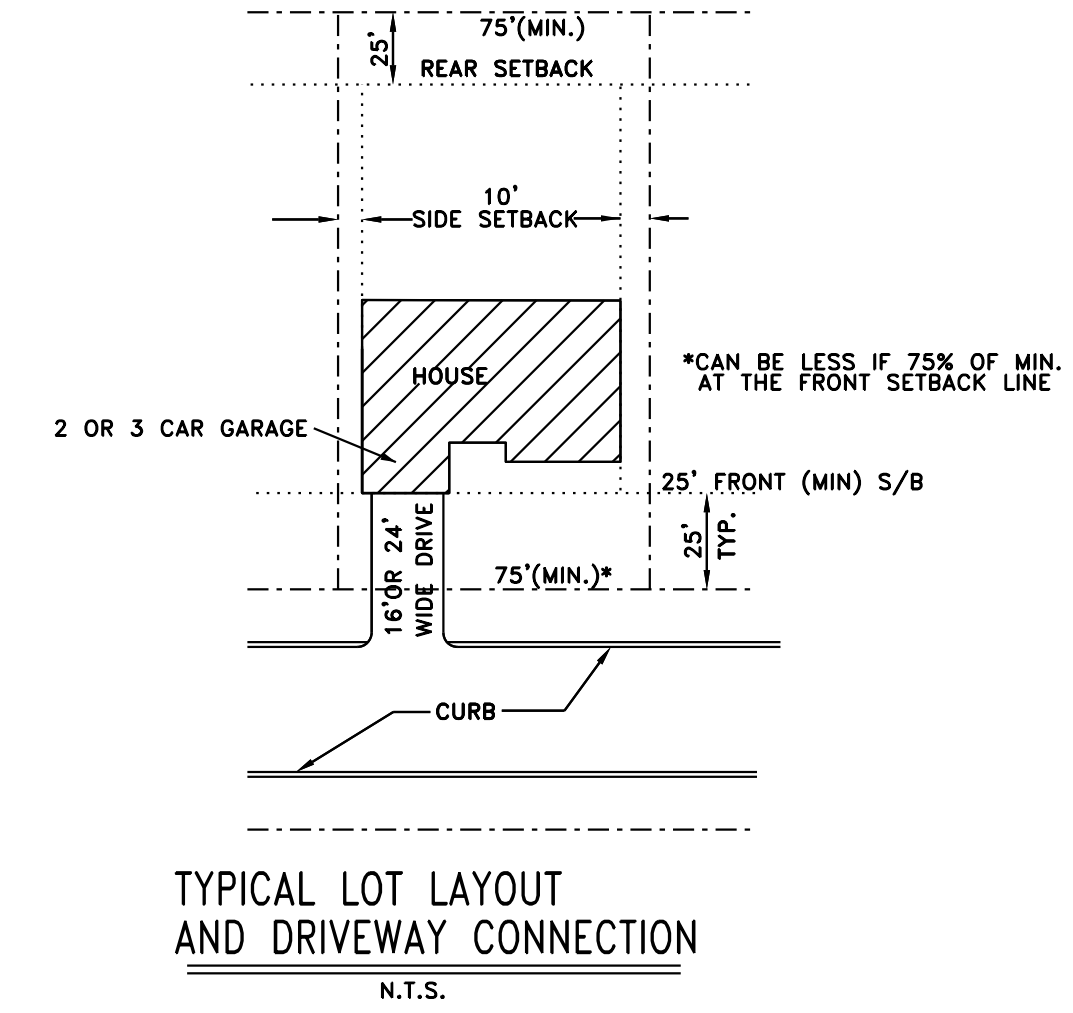 75'(MIN.)
25'
REAR SETBACK
10'
SIDE SETBACK
*CAN BE LESS IF 75% OF MIN.
AT THE FRONT SETBACK LINE
HOUSE
2 OR 3 CAR GARAGE
25' FRONT (MIN) S/B
25'
TYP.
16'OR 24'
WIDE DRIVE
75'(MIN.)*
CURB
TYPICAL LOT LAYOUT
AND DRIVEWAY CONNECTION
N.T.S.